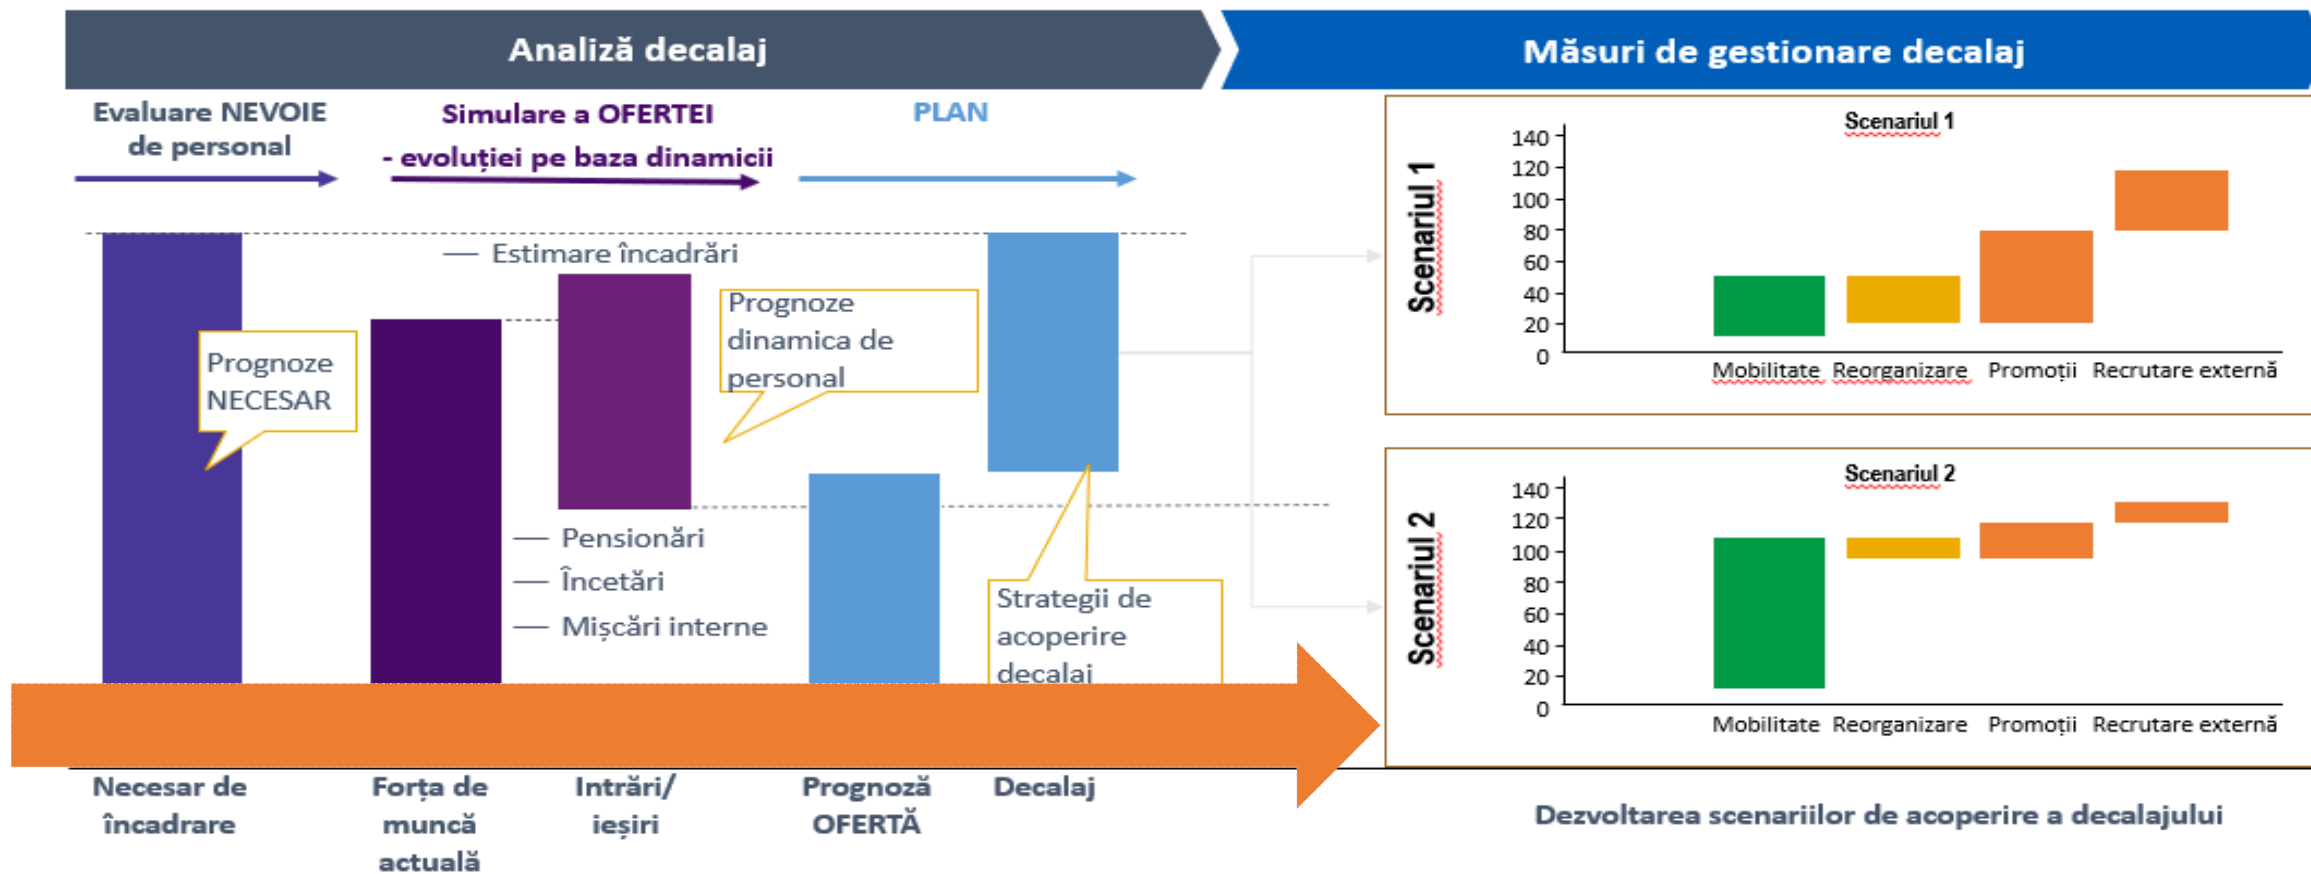 Analiză decalaj
Măsuri de gestionare decalaj
Evaluare NEVOIE
de personal
Simulare a OFERTEI
- evoluției pe baza dinamicii
PLAN
Estimare încadrări
Prognoze
NECESAR
Prognoze
dinamica de
personal
Pensionări
Încetări
Mișcări interne
Strategii de
acoperire
decalaj
Necesar de
încadrare
Forța de
muncă
actuală
Intrări/
ieșiri
Prognoză
OFERTĂ
Decalaj
Scenariul 1
Scenariul 1
140
120
100
80
60
40
20
0
Mobilitate Reorganizare Promoții Recrutare externă
Scenariul 2
Scenariul 2
140
120
100
80
60
40
20
0
Mobilitate Reorganizare Promoții Recrutare externă
Dezvoltarea scenariilor de acoperire a decalajului